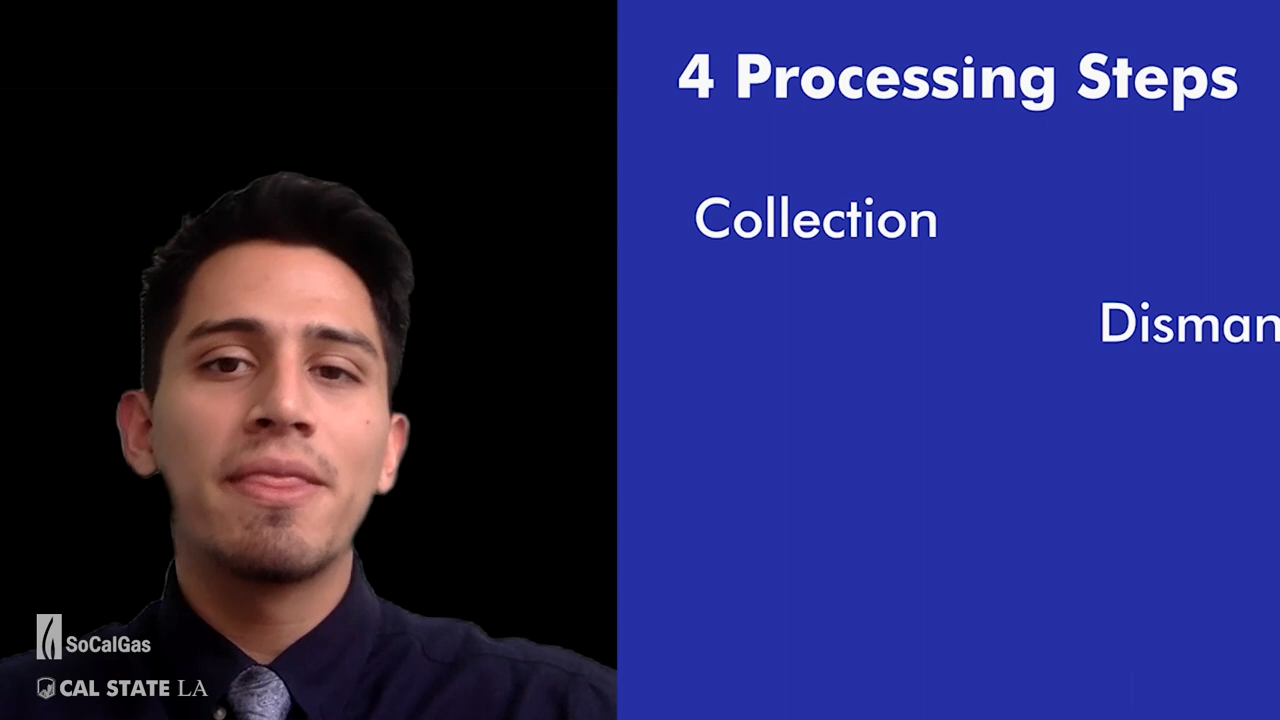 4 Processing Steps
Collection
Disman
SoCalGas
CAL STATE LA